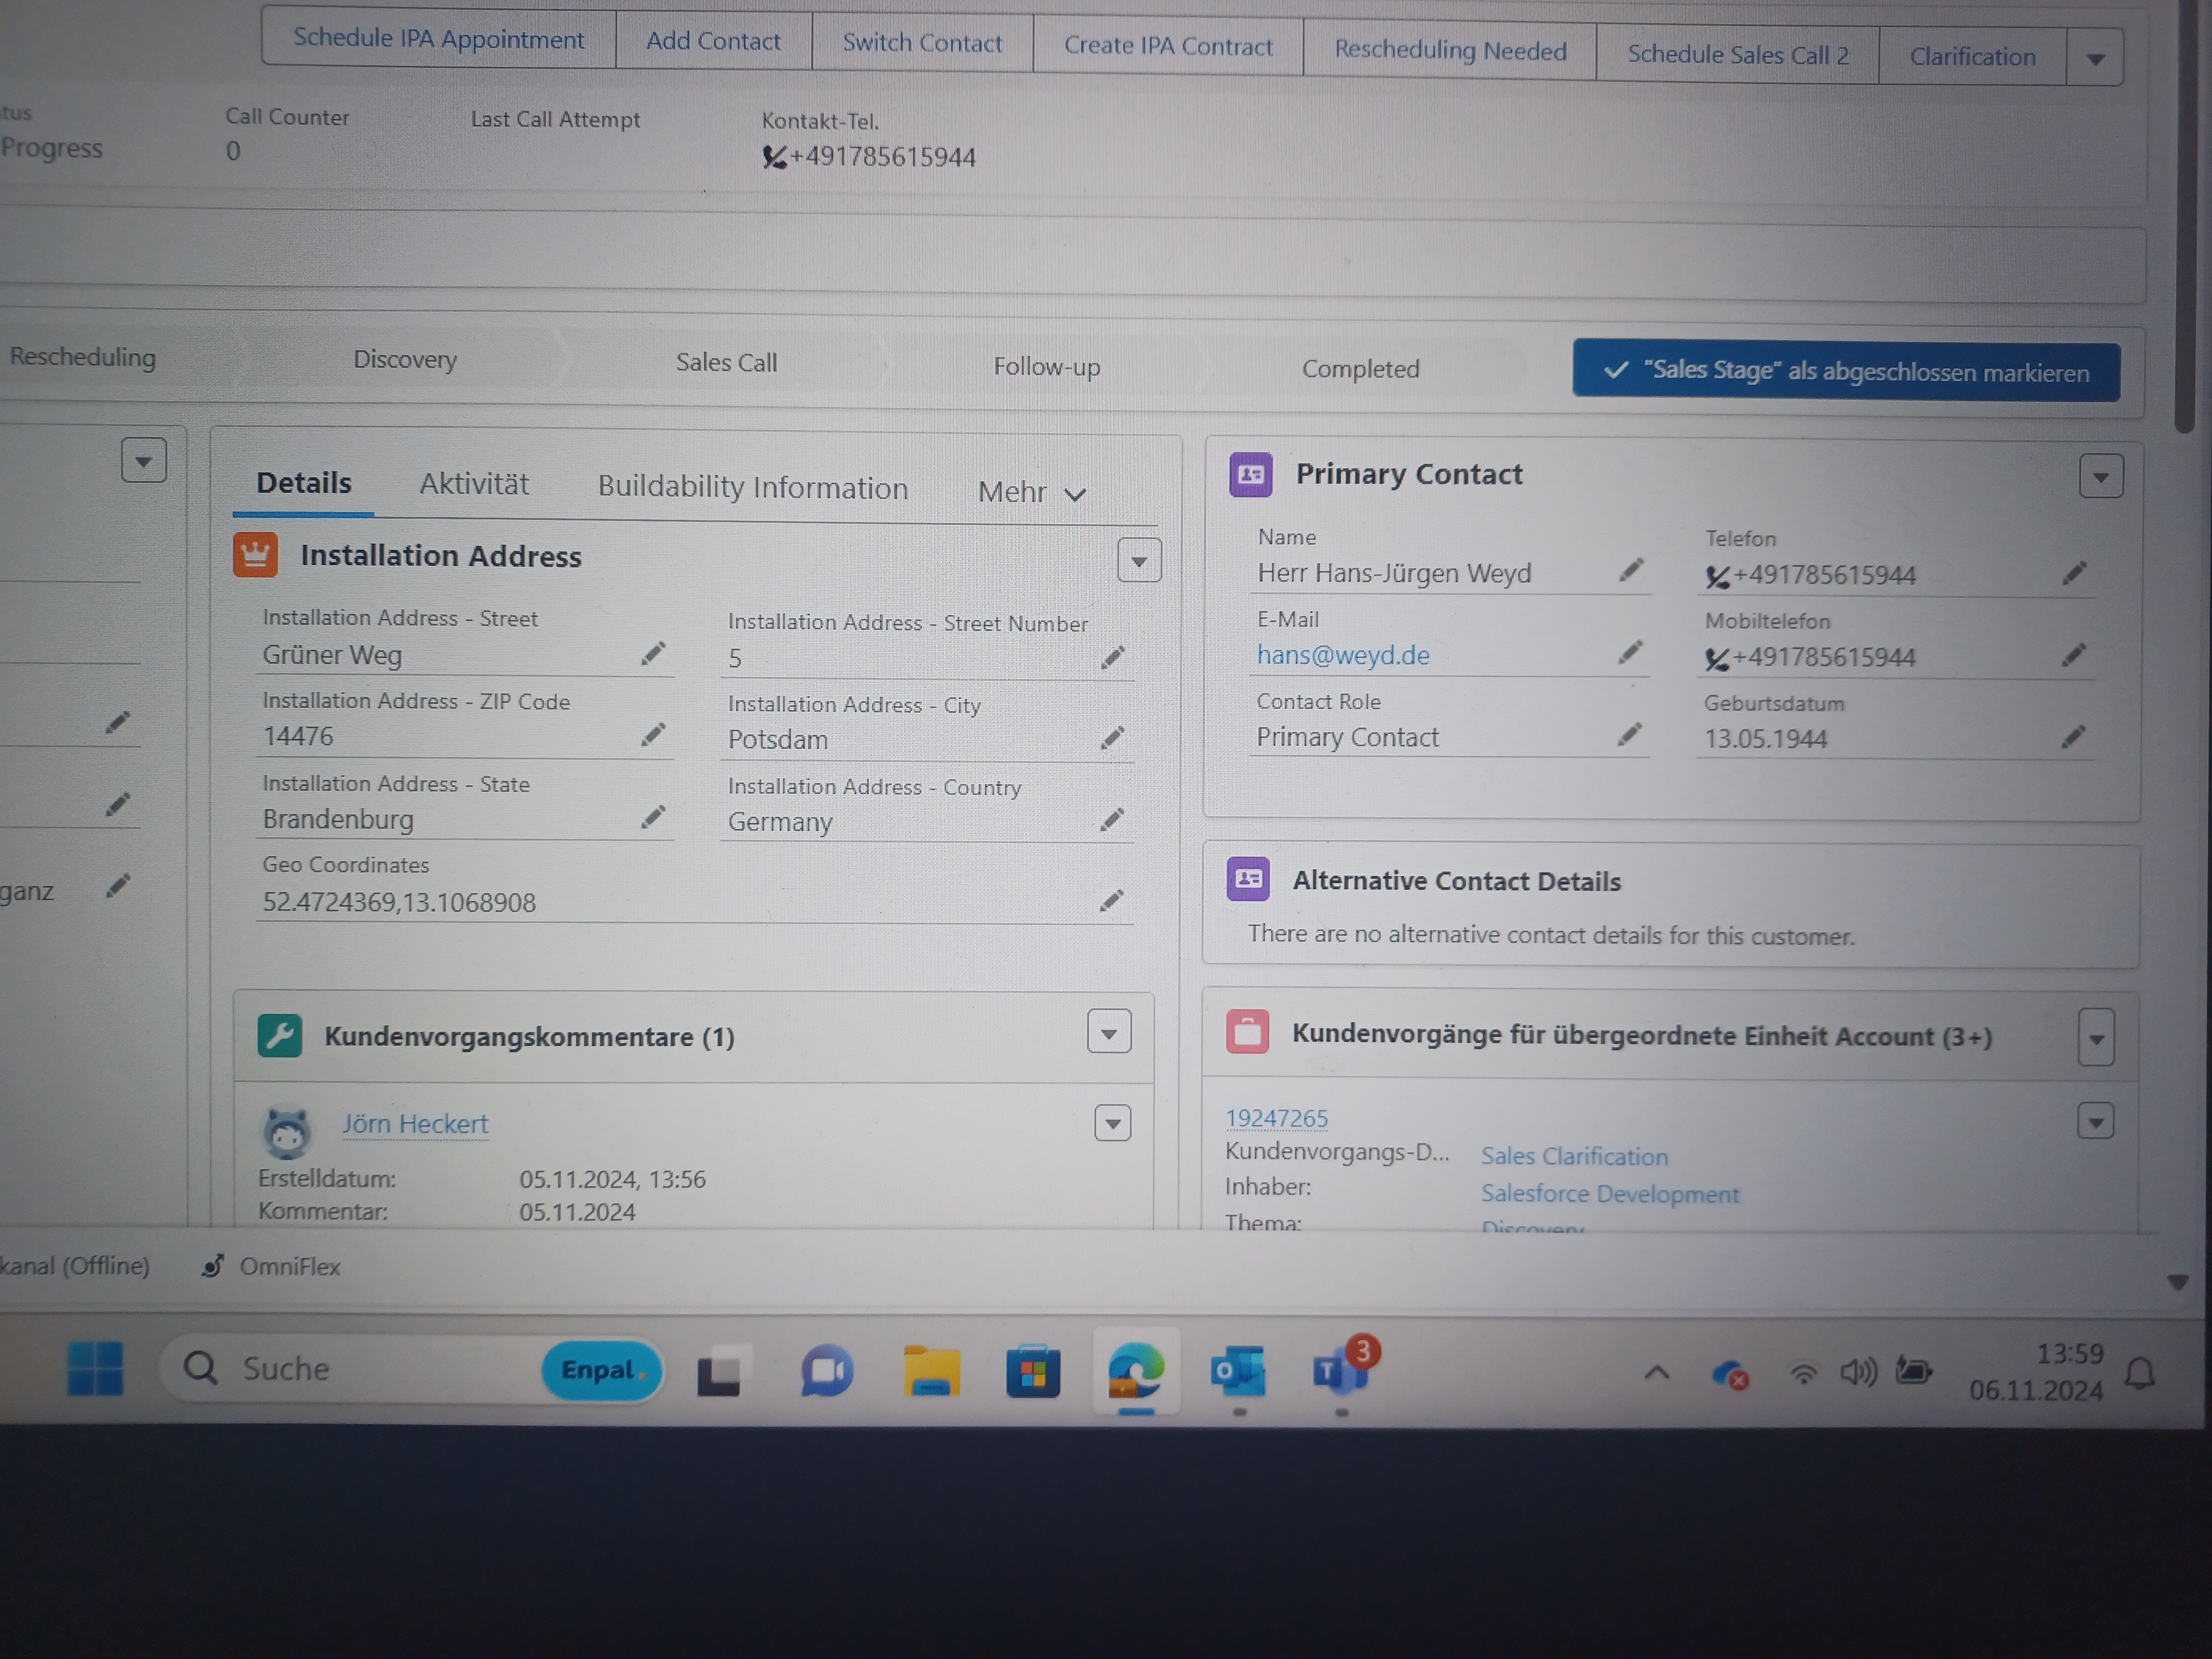 Schedule IPA Appointment
Add Contact
Switch Contact
Create IPA Contract
Rescheduling Needed
Schedule Sales Call 2
Clarification
tus
Progress
Call Counter
0
Last Call Attempt
Kontakt-Tel.
+491785615944
Rescheduling
Discovery
Sales Call
Follow-up
Completed
"Sales Stage" als abgeschlossen markieren
ganz
Details
Aktivität
Buildability Information
Mehr
Installation Address
Installation Address - Street
Grüner Weg
Installation Address - Street Number
5
Installation Address - ZIP Code
14476
Installation Address - City
Potsdam
Installation Address - State
Brandenburg
Installation Address - Country
Germany
Geo Coordinates
52.4724369,13.1068908
Kundenvorgangskommentare (1)
Jörn Heckert
Erstelldatum: 05.11.2024, 13:56
Kommentar: 05.11.2024
Primary Contact
Name
Herr Hans-Jürgen Weyd
Telefon
+491785615944
E-Mail
hans@weyd.de
Mobiltelefon
+491785615944
Contact Role
Primary Contact
Geburtsdatum
13.05.1944
Alternative Contact Details
There are no alternative contact details for this customer.
Kundenvorgänge für übergeordnete Einheit Account (3+)
19247265
Kundenvorgangs-D... Sales Clarification
Inhaber: Salesforce Development
Thema: Discovery
kanal (Offline)
OmniFlex
Suche
Enpal.
3
13:59
06.11.2024